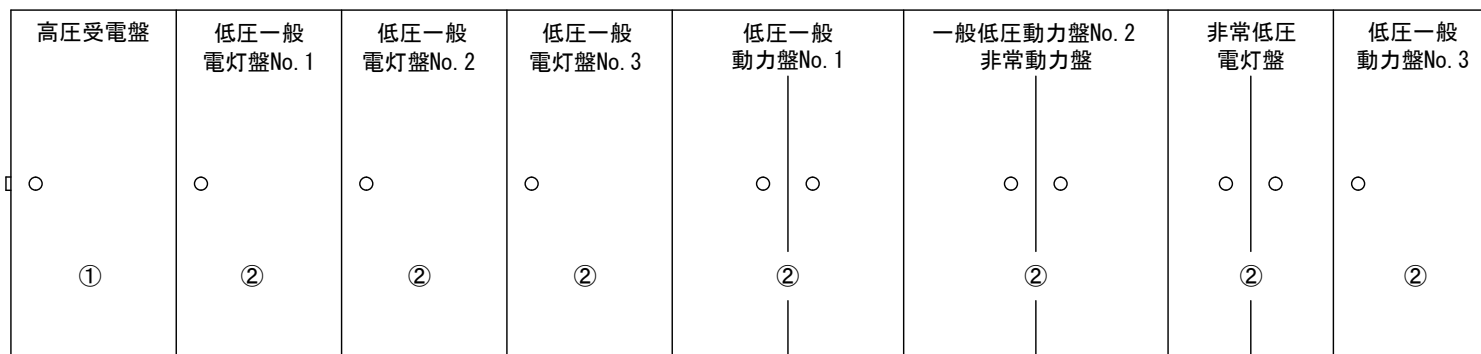 高圧受電盤
低圧一般
電灯盤No.1
低圧一般
電灯盤No.2
低圧一般
電灯盤No.3
低圧一般
動力盤No.1
一般低圧動力盤No.2
非常動力盤
非常低圧
電灯盤
低圧一般
動力盤No.3
①
②
②
②
②
②
②
②